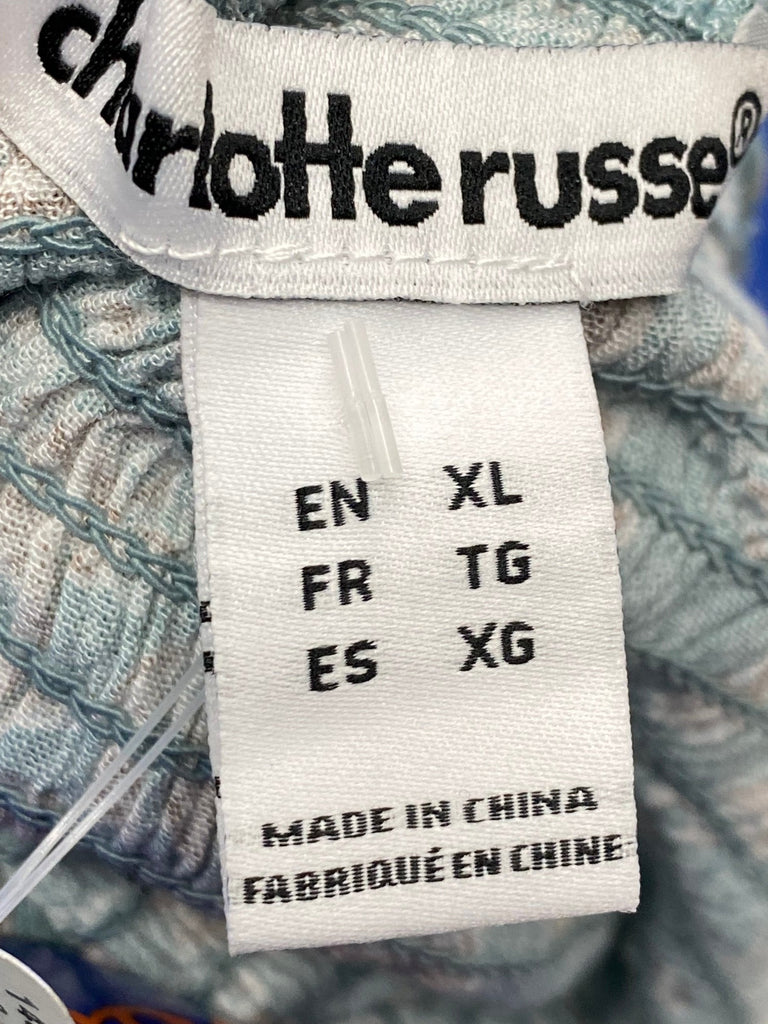 charlotte russe®
EN XL
FR TG
ES XG
MADE IN CHINA
FABRIQUÉ EN CHINE